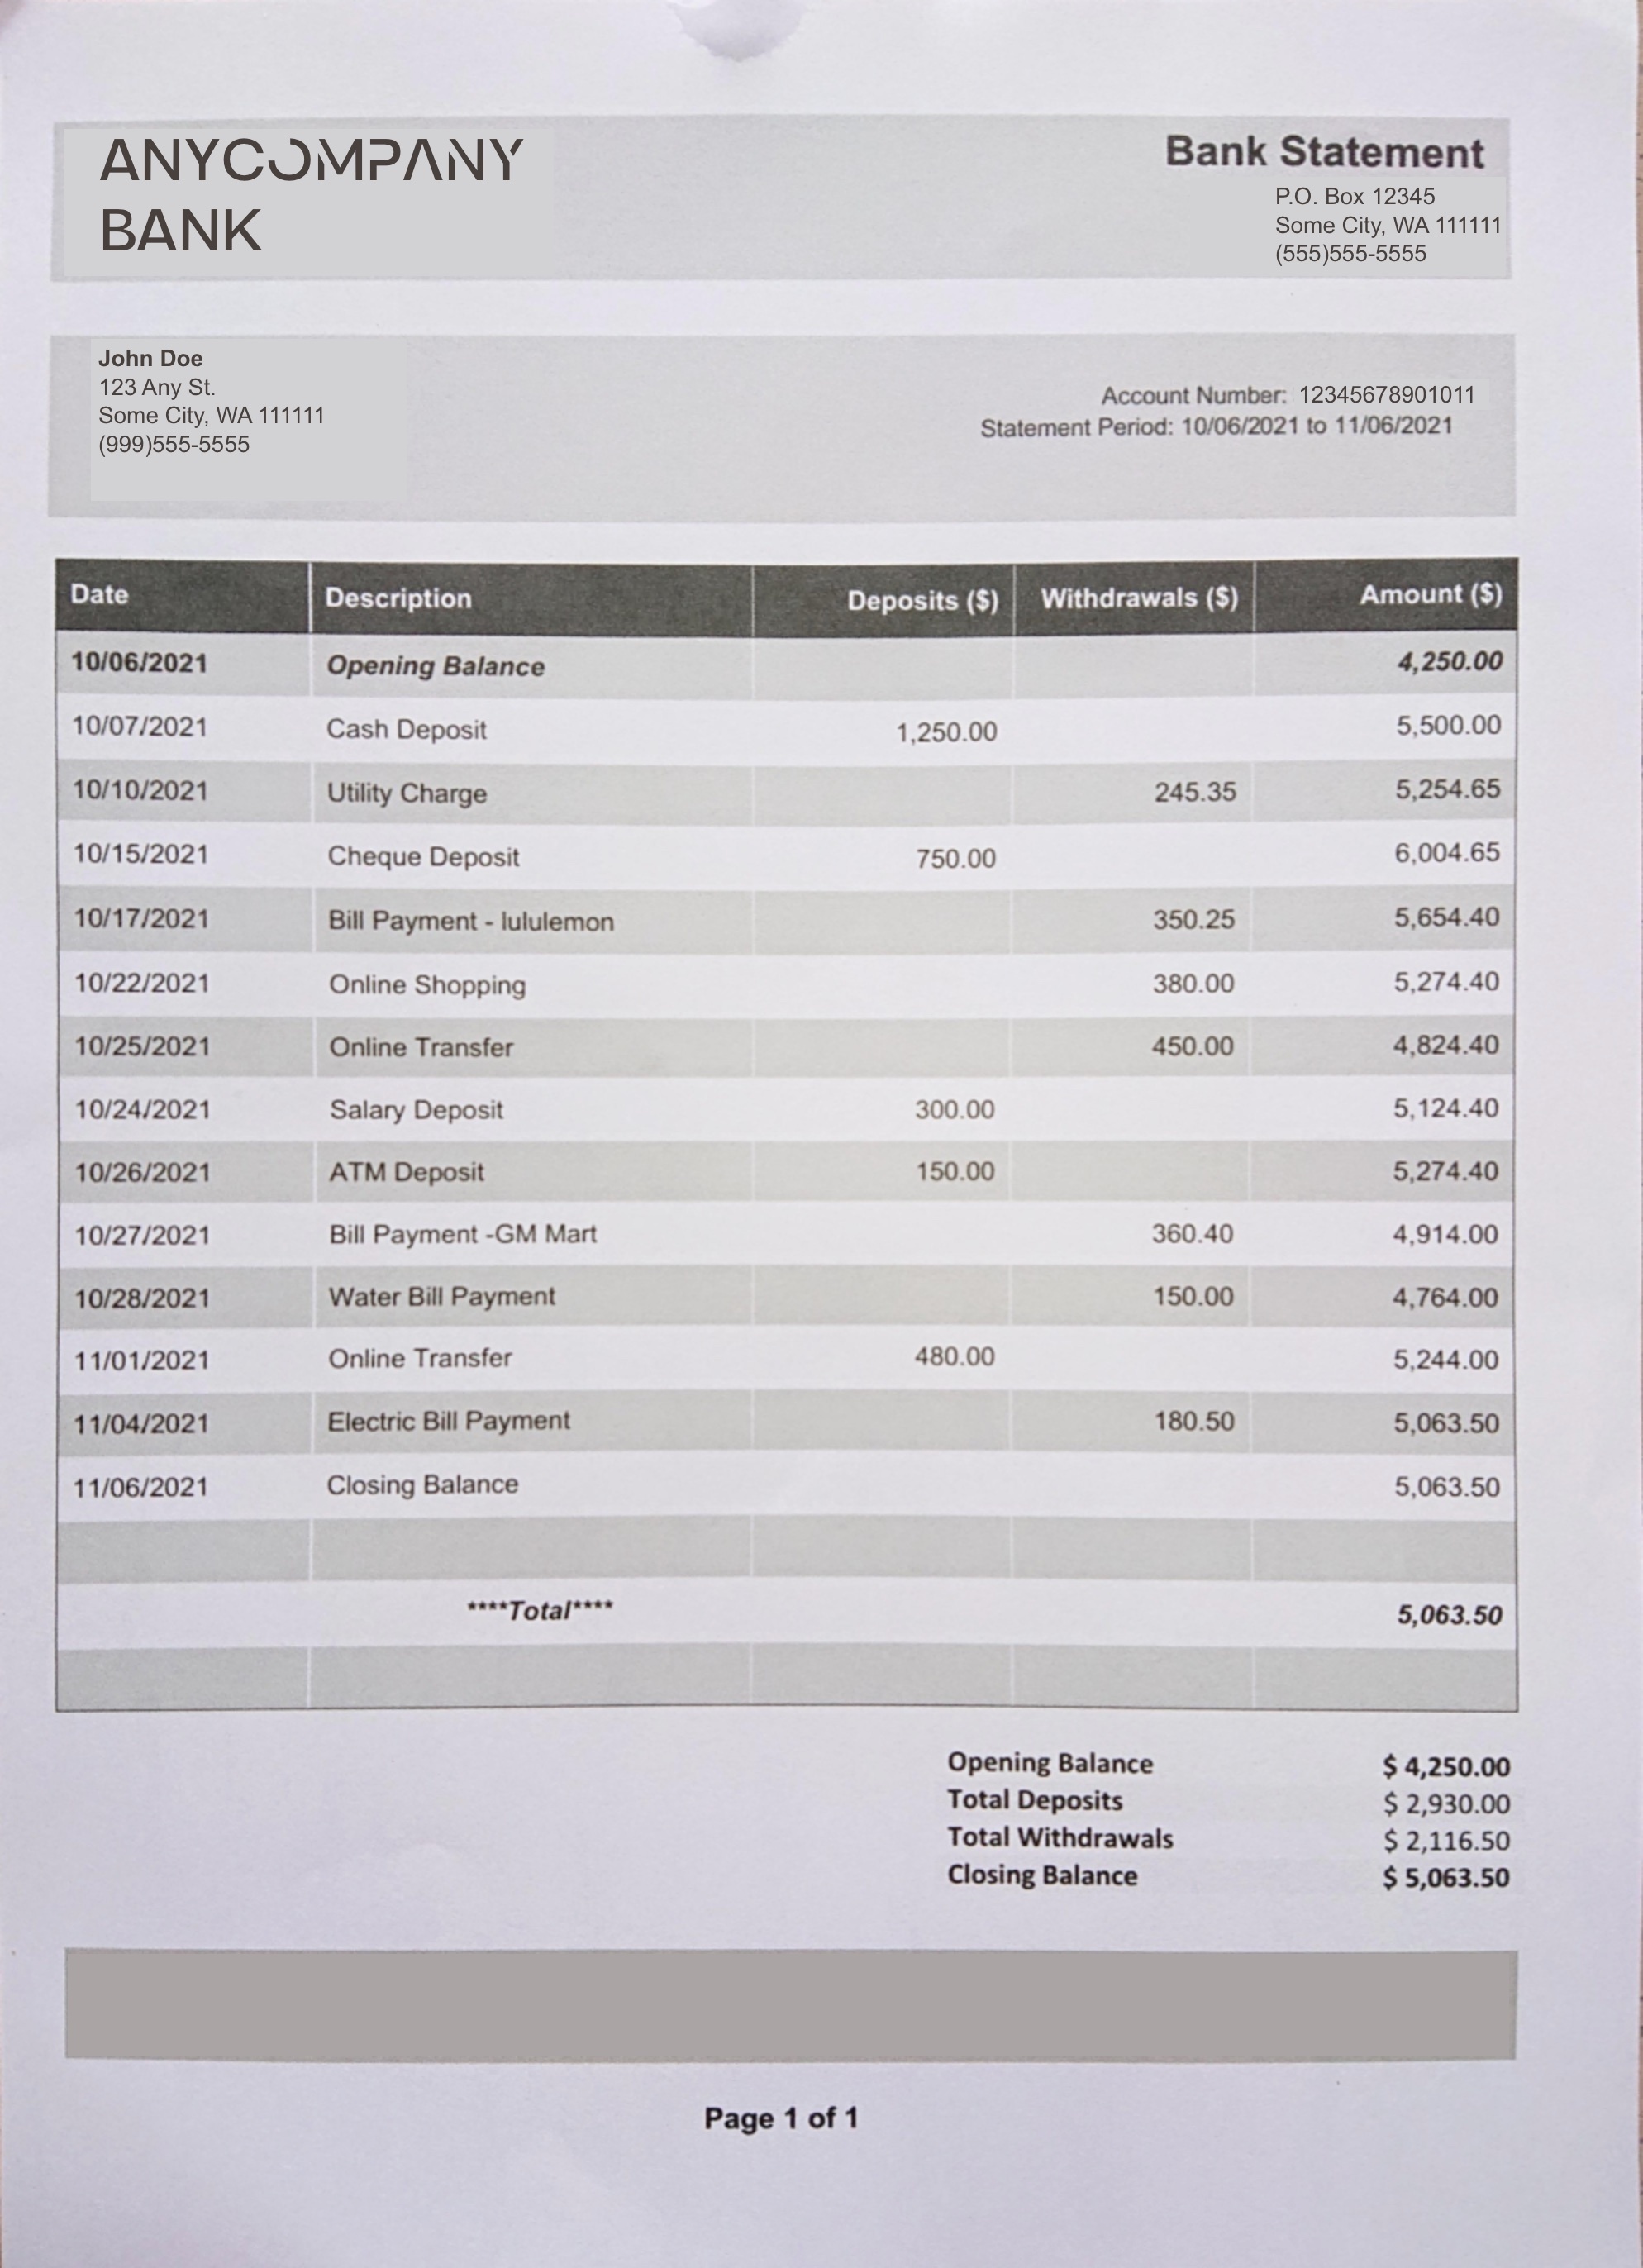 ANYCOMPANY
BANK
Bank Statement
P.O. Box 12345
Some City, WA 111111
(555)555-5555
John Doe
123 Any St.
Some City, WA 111111
(999)555-5555
Account Number: 12345678901011
Statement Period: 10/06/2021 to 11/06/2021
Date Description Deposits ($) Withdrawals ($) Amount ($)
10/06/2021 Opening Balance 4,250.00
10/07/2021 Cash Deposit 1,250.00 5,500.00
10/10/2021 Utility Charge 245.35 5,254.65
10/15/2021 Cheque Deposit 750.00 6,004.65
10/17/2021 Bill Payment - lululemon 350.25 5,654.40
10/22/2021 Online Shopping 380.00 5,274.40
10/25/2021 Online Transfer 450.00 4,824.40
10/24/2021 Salary Deposit 300.00 5,124.40
10/26/2021 ATM Deposit 150.00 5,274.40
10/27/2021 Bill Payment -GM Mart 360.40 4,914.00
10/28/2021 Water Bill Payment 150.00 4,764.00
11/01/2021 Online Transfer 480.00 5,244.00
11/04/2021 Electric Bill Payment 180.50 5,063.50
11/06/2021 Closing Balance 5,063.50
****Total**** 5,063.50
Opening Balance $ 4,250.00
Total Deposits $ 2,930.00
Total Withdrawals $ 2,116.50
Closing Balance $ 5,063.50
Page 1 of 1